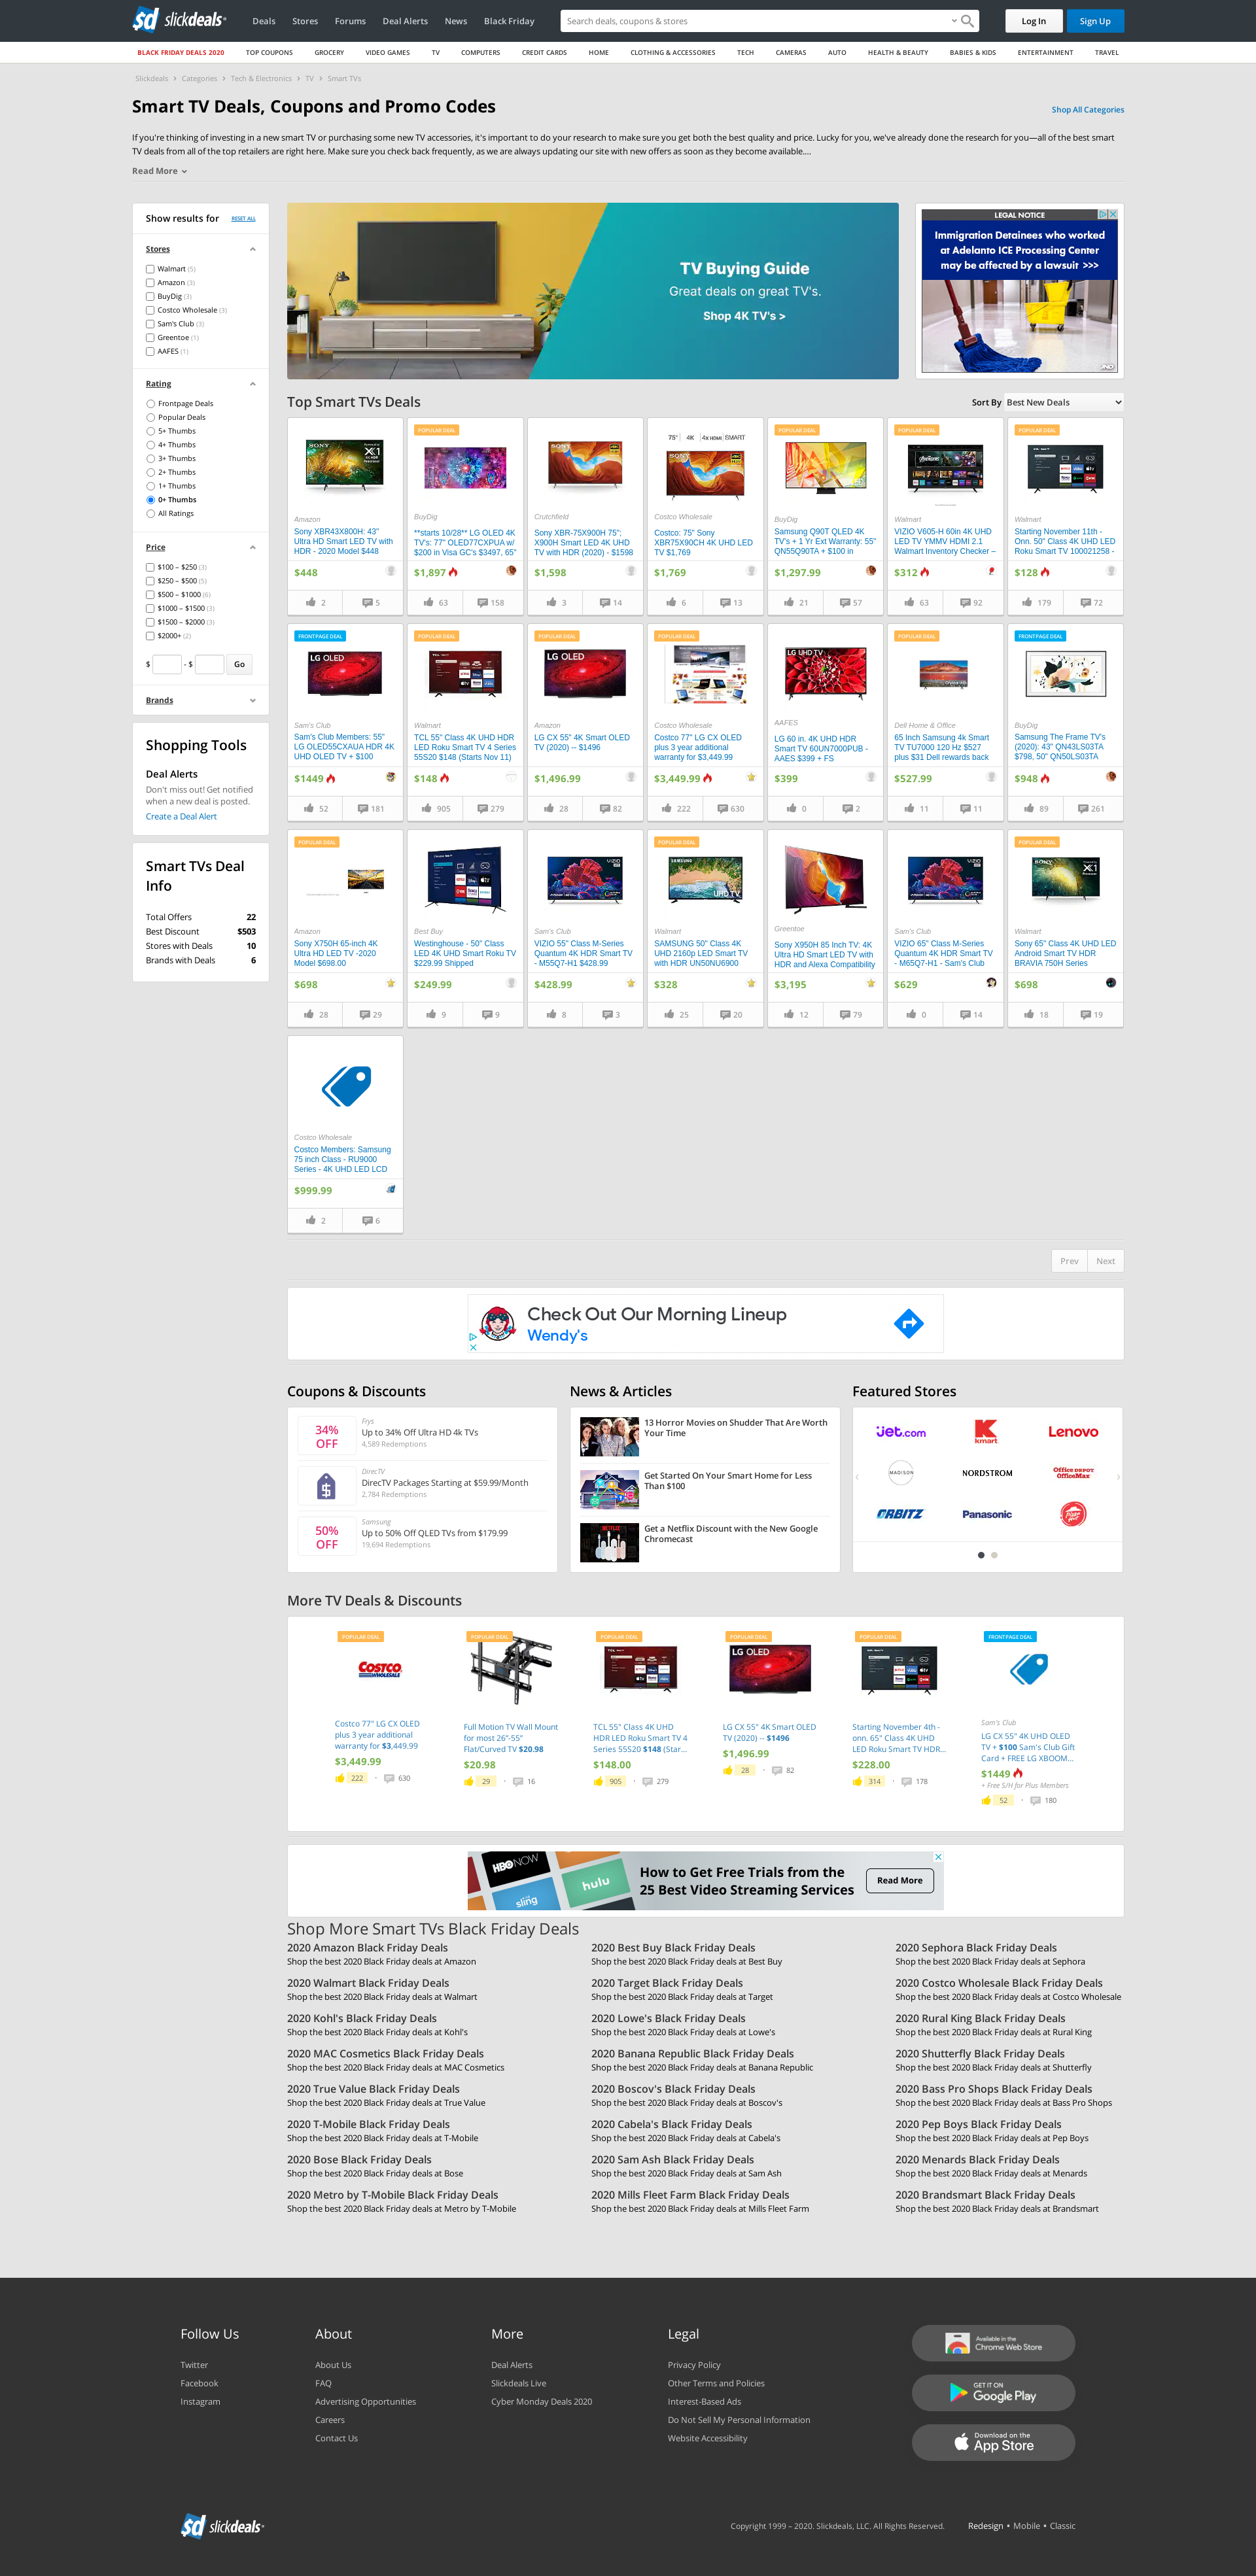 sd slickdeals
Deals
Stores
Forums
Deal Alerts
News
Black Friday
Search deals, coupons & stores
Log In
Sign Up
BLACK FRIDAY DEALS 2020
TOP COUPONS
GROCERY
VIDEO GAMES
TV
COMPUTERS
CREDIT CARDS
HOME
CLOTHING & ACCESSORIES
TECH
CAMERAS
AUTO
HEALTH & BEAUTY
BABIES & KIDS
ENTERTAINMENT
TRAVEL
Slickdeals › Categories › Tech & Electronics › TV › Smart TVs
Smart TV Deals, Coupons and Promo Codes
Shop All Categories
If you're thinking of investing in a new smart TV or purchasing some new TV accessories, it's important to do your research to make sure you get both the best quality and price. Lucky for you, we've already done the research for you—all of the best smart
TV deals from all of the top retailers are right here. Make sure you check back frequently, as we are always updating our site with new offers as soon as they become available....
Read More
Show results for
RESET ALL
Stores
Walmart (5)
Amazon (3)
BuyDig (3)
Costco Wholesale (3)
Sam's Club (3)
Greentoe (1)
AAFES (1)
Rating
Frontpage Deals
Popular Deals
5+ Thumbs
4+ Thumbs
3+ Thumbs
2+ Thumbs
1+ Thumbs
0+ Thumbs
All Ratings
Price
$100 – $250 (3)
$250 – $500 (5)
$500 – $1000 (6)
$1000 – $1500 (3)
$1500 – $2000 (3)
$2000+ (2)
$ - $ Go
Brands
Shopping Tools
Deal Alerts
Don't miss out! Get notified
when a new deal is posted.
Create a Deal Alert
Smart TVs Deal
Info
Total Offers 22
Best Discount $503
Stores with Deals 10
Brands with Deals 6
TV Buying Guide
Great deals on great TV's.
Shop 4K TV's >
LEGAL NOTICE
Immigration Detainees who worked
at Adelanto ICE Processing Center
may be affected by a lawsuit >>>
Top Smart TVs Deals
Sort By Best New Deals
SONY
X1
Amazon
Sony XBR43X800H: 43"
Ultra HD Smart LED TV with
HDR - 2020 Model $448
$448
2
5
POPULAR DEAL
BuyDig
**starts 10/28** LG OLED 4K
TV's: 77" OLED77CXPUA w/
$200 in Visa GC's $3497, 65"
$1,897
63
158
SONY
Crutchfield
Sony XBR-75X900H 75";
X900H Smart LED 4K UHD
TV with HDR (2020) - $1598
$1,598
3
14
75" 4K 4x HDMI SMART
SONY
Costco Wholesale
Costco: 75" Sony
XBR75X90CH 4K UHD LED
TV $1,769
$1,769
6
13
POPULAR DEAL
BuyDig
Samsung Q90T QLED 4K
TV's + 1 Yr Ext Warranty: 55"
QN55Q90TA + $100 in
$1,297.99
21
57
POPULAR DEAL
Walmart
VIZIO V605-H 60in 4K UHD
LED TV YMMV HDMI 2.1
Walmart Inventory Checker –
$312
63
92
POPULAR DEAL
Walmart
Starting November 11th -
Onn. 50" Class 4K UHD LED
Roku Smart TV 100021258 -
$128
179
72
FRONTPAGE DEAL
LG OLED
Sam's Club
Sam's Club Members: 55"
LG OLED55CXAUA HDR 4K
UHD OLED TV + $100
$1449
52
181
POPULAR DEAL
Walmart
TCL 55" Class 4K UHD HDR
LED Roku Smart TV 4 Series
55S20 $148 (Starts Nov 11)
$148
905
279
POPULAR DEAL
LG OLED
Amazon
LG CX 55" 4K Smart OLED
TV (2020) -- $1496
$1,496.99
28
82
POPULAR DEAL
Costco Wholesale
Costco 77" LG CX OLED
plus 3 year additional
warranty for $3,449.99
$3,449.99
222
630
LG UHD TV
AAFES
LG 60 in. 4K UHD HDR
Smart TV 60UN7000PUB -
AAES $399 + FS
$399
0
2
POPULAR DEAL
Dell Home & Office
65 Inch Samsung 4k Smart
TV TU7000 120 Hz $527
plus $31 Dell rewards back
$527.99
11
11
FRONTPAGE DEAL
BuyDig
Samsung The Frame TV's
(2020): 43" QN43LS03TA
$798, 50" QN50LS03TA
$948
89
261
POPULAR DEAL
Amazon
Sony X750H 65-inch 4K
Ultra HD LED TV -2020
Model $698.00
$698
28
29
Best Buy
Westinghouse - 50" Class
LED 4K UHD Smart Roku TV
$229.99 Shipped
$249.99
9
9
VIZIO
Sam's Club
VIZIO 55" Class M-Series
Quantum 4K HDR Smart TV
- M55Q7-H1 $428.99
$428.99
8
3
POPULAR DEAL
SAMSUNG
UHD TV
Walmart
SAMSUNG 50" Class 4K
UHD 2160p LED Smart TV
with HDR UN50NU6900
$328
25
20
Greentoe
Sony X950H 85 Inch TV: 4K
Ultra HD Smart LED TV with
HDR and Alexa Compatibility
$3,195
12
79
VIZIO
Sam's Club
VIZIO 65" Class M-Series
Quantum 4K HDR Smart TV
- M65Q7-H1 - Sam's Club
$629
0
14
POPULAR DEAL
SONY
X1
Walmart
Sony 65" Class 4K UHD LED
Android Smart TV HDR
BRAVIA 750H Series
$698
18
19
Costco Wholesale
Costco Members: Samsung
75 inch Class - RU9000
Series - 4K UHD LED LCD
$999.99
2
6
Prev
Next
Check Out Our Morning Lineup
Wendy's
Coupons & Discounts
34%
OFF
Frys
Up to 34% Off Ultra HD 4k TVs
4,589 Redemptions
DirecTV
DirecTV Packages Starting at $59.99/Month
2,784 Redemptions
50%
OFF
Samsung
Up to 50% Off QLED TVs from $179.99
19,694 Redemptions
News & Articles
13 Horror Movies on Shudder That Are Worth
Your Time
Get Started On Your Smart Home for Less
Than $100
NETFLIX
Get a Netflix Discount with the New Google
Chromecast
Featured Stores
jet.com
kmart
Lenovo
MADISON
NORDSTROM
Office DEPOT
OfficeMax
ORBITZ
Panasonic
Pizza Hut
More TV Deals & Discounts
POPULAR DEAL
COSTCO
WHOLESALE
Costco 77" LG CX OLED
plus 3 year additional
warranty for $3,449.99
$3,449.99
222 • 630
POPULAR DEAL
Full Motion TV Wall Mount
for most 26"-55"
Flat/Curved TV $20.98
$20.98
29 • 16
POPULAR DEAL
TCL 55" Class 4K UHD
HDR LED Roku Smart TV 4
Series 55S20 $148 (Star...
$148.00
905 • 279
POPULAR DEAL
LG OLED
LG CX 55" 4K Smart OLED
TV (2020) -- $1496
$1,496.99
28 • 82
POPULAR DEAL
Starting November 4th -
onn. 65" Class 4K UHD
LED Roku Smart TV HDR...
$228.00
314 • 178
FRONTPAGE DEAL
Sam's Club
LG CX 55" 4K UHD OLED
TV + $100 Sam's Club Gift
Card + FREE LG XBOOM...
$1449
+ Free S/H for Plus Members
52 • 180
HBO NOW
sling
hulu
How to Get Free Trials from the
25 Best Video Streaming Services
Read More
Shop More Smart TVs Black Friday Deals
2020 Amazon Black Friday Deals
Shop the best 2020 Black Friday deals at Amazon
2020 Best Buy Black Friday Deals
Shop the best 2020 Black Friday deals at Best Buy
2020 Sephora Black Friday Deals
Shop the best 2020 Black Friday deals at Sephora
2020 Walmart Black Friday Deals
Shop the best 2020 Black Friday deals at Walmart
2020 Target Black Friday Deals
Shop the best 2020 Black Friday deals at Target
2020 Costco Wholesale Black Friday Deals
Shop the best 2020 Black Friday deals at Costco Wholesale
2020 Kohl's Black Friday Deals
Shop the best 2020 Black Friday deals at Kohl's
2020 Lowe's Black Friday Deals
Shop the best 2020 Black Friday deals at Lowe's
2020 Rural King Black Friday Deals
Shop the best 2020 Black Friday deals at Rural King
2020 MAC Cosmetics Black Friday Deals
Shop the best 2020 Black Friday deals at MAC Cosmetics
2020 Banana Republic Black Friday Deals
Shop the best 2020 Black Friday deals at Banana Republic
2020 Shutterfly Black Friday Deals
Shop the best 2020 Black Friday deals at Shutterfly
2020 True Value Black Friday Deals
Shop the best 2020 Black Friday deals at True Value
2020 Boscov's Black Friday Deals
Shop the best 2020 Black Friday deals at Boscov's
2020 Bass Pro Shops Black Friday Deals
Shop the best 2020 Black Friday deals at Bass Pro Shops
2020 T-Mobile Black Friday Deals
Shop the best 2020 Black Friday deals at T-Mobile
2020 Cabela's Black Friday Deals
Shop the best 2020 Black Friday deals at Cabela's
2020 Pep Boys Black Friday Deals
Shop the best 2020 Black Friday deals at Pep Boys
2020 Bose Black Friday Deals
Shop the best 2020 Black Friday deals at Bose
2020 Sam Ash Black Friday Deals
Shop the best 2020 Black Friday deals at Sam Ash
2020 Menards Black Friday Deals
Shop the best 2020 Black Friday deals at Menards
2020 Metro by T-Mobile Black Friday Deals
Shop the best 2020 Black Friday deals at Metro by T-Mobile
2020 Mills Fleet Farm Black Friday Deals
Shop the best 2020 Black Friday deals at Mills Fleet Farm
2020 Brandsmart Black Friday Deals
Shop the best 2020 Black Friday deals at Brandsmart
Follow Us
Twitter
Facebook
Instagram
About
About Us
FAQ
Advertising Opportunities
Careers
Contact Us
More
Deal Alerts
Slickdeals Live
Cyber Monday Deals 2020
Legal
Privacy Policy
Other Terms and Policies
Interest-Based Ads
Do Not Sell My Personal Information
Website Accessibility
Available in the
Chrome Web Store
GET IT ON
Google Play
Download on the
App Store
sd slickdeals
Copyright 1999 – 2020. Slickdeals, LLC. All Rights Reserved.
Redesign • Mobile • Classic